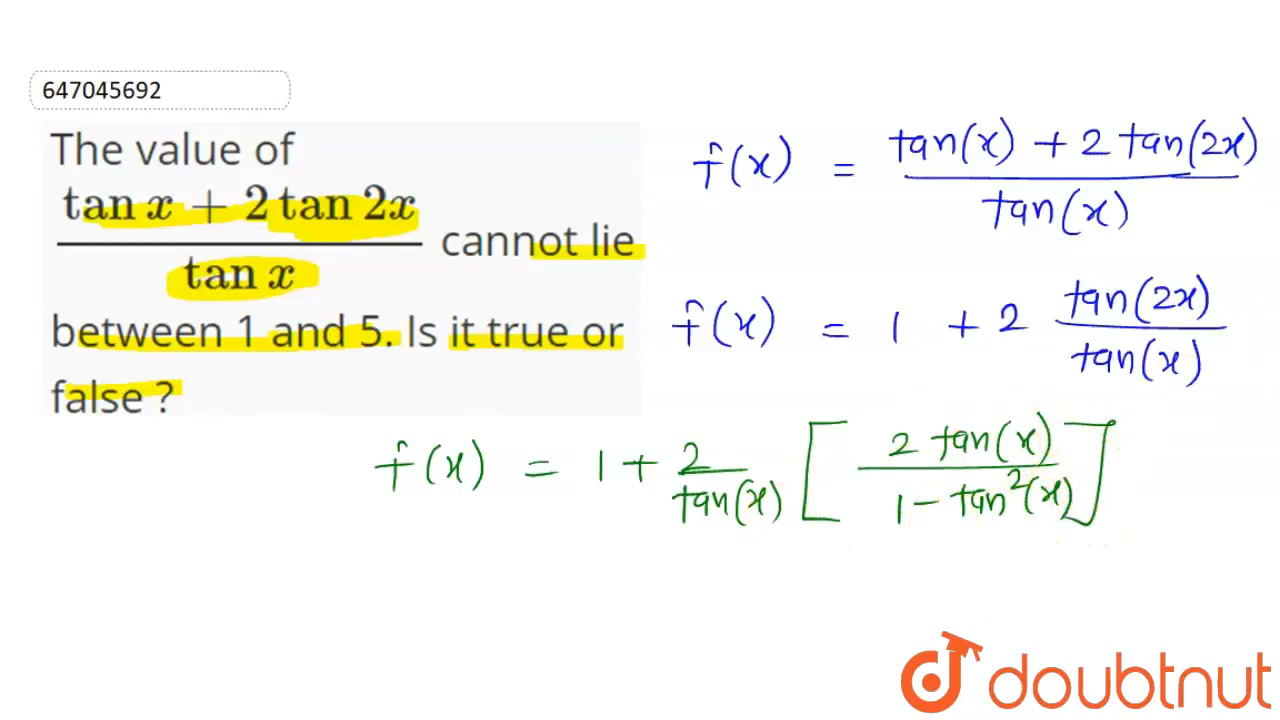 647045692
The value of
tan x + 2 tan 2x
tan x
cannot lie
between 1 and 5. Is it true or
false ?
f(x) = tan(x) + 2 tan(2x)
tan(x)
f(x) = 1 + 2 tan(2x)
tan(x)
f(x) = 1 + 2 [ 2 tan(x) ]
tan(x) 1 - tan²(x)
doubtnut